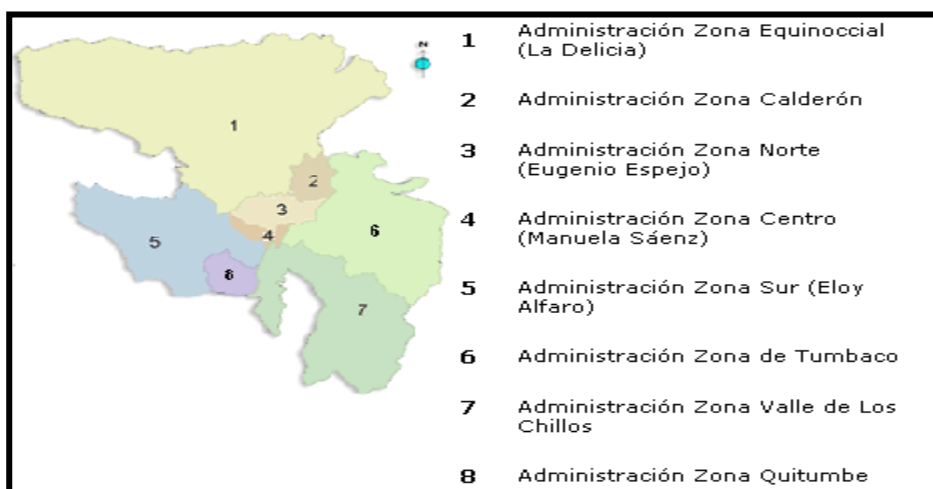 N
1 Administración Zona Equinoccial
(La Delicia)
2 Administración Zona Calderón
3 Administración Zona Norte
(Eugenio Espejo)
4 Administración Zona Centro
(Manuela Sáenz)
5 Administración Zona Sur (Eloy
Alfaro)
6 Administración Zona de Tumbaco
7 Administración Zona Valle de Los
Chillos
8 Administración Zona Quitumbe
1
2
3
4
5
6
7
8